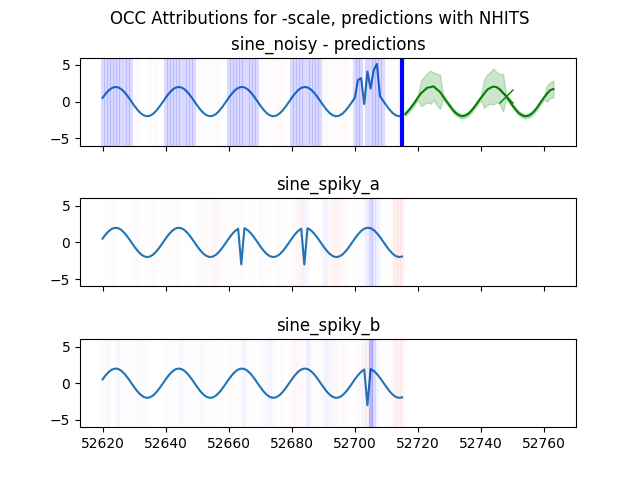 OCC Attributions for -scale, predictions with NHITS
sine_noisy - predictions
5
0
−5
sine_spiky_a
5
0
−5
sine_spiky_b
5
0
−5
52620 52640 52660 52680 52700 52720 52740 52760